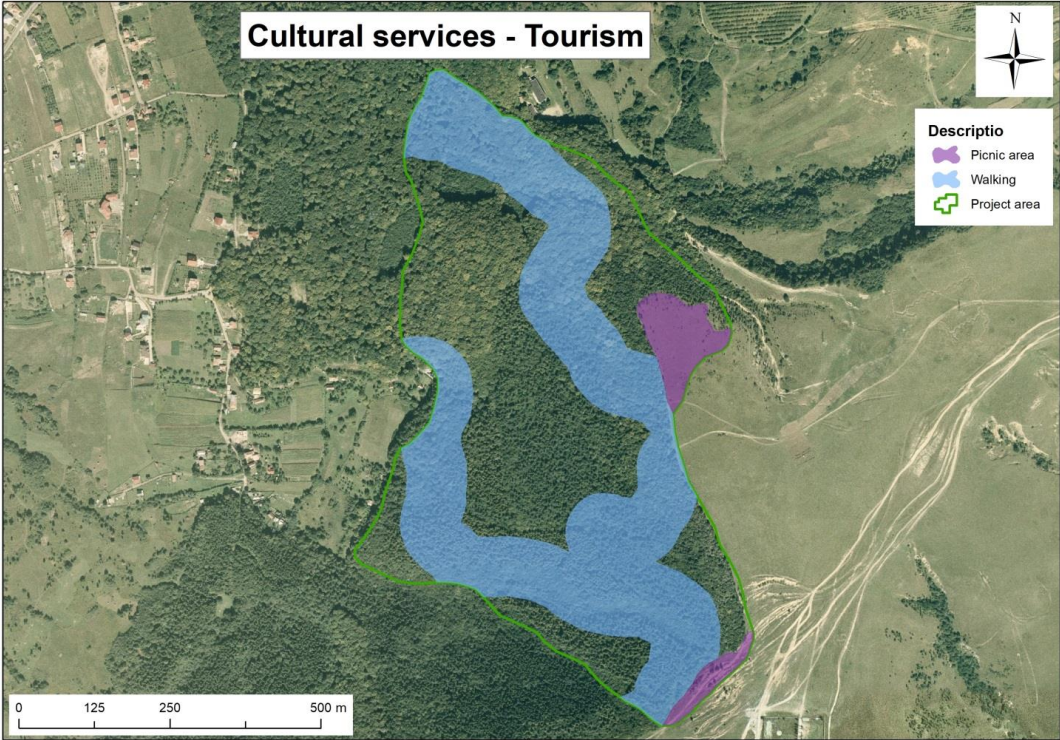 Cultural services - Tourism
N
Descriptio
Picnic area
Walking
Project area
0 125 250 500 m